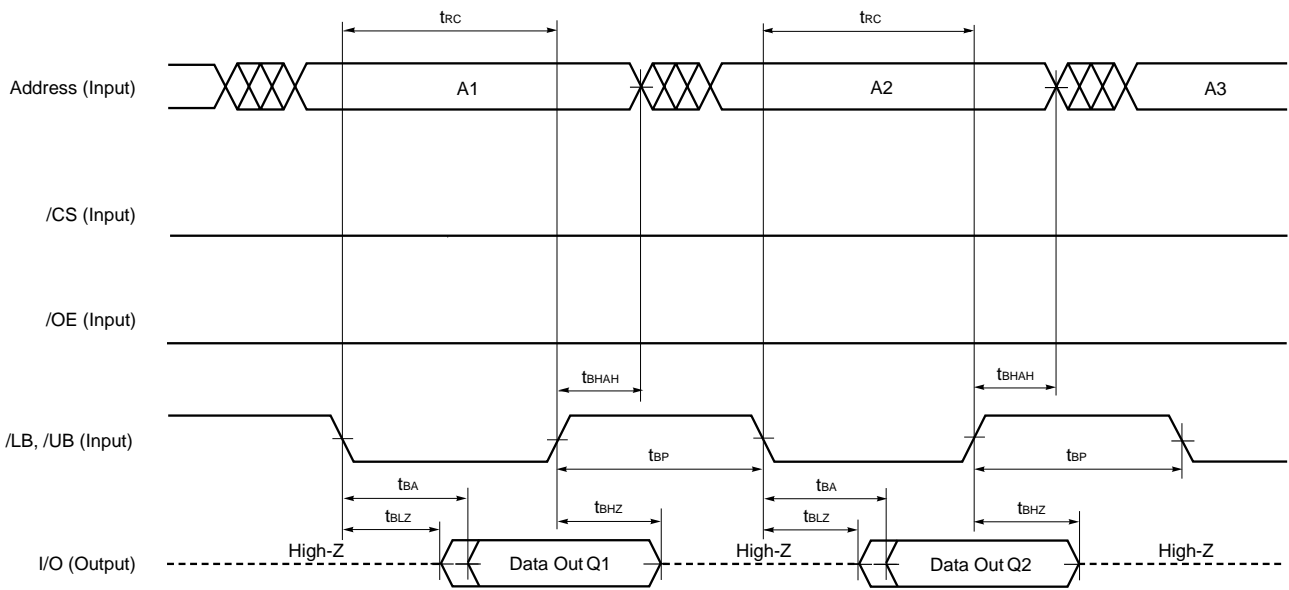 tRC tRC
Address (Input) A1 A2 A3
/CS (Input)
/OE (Input)
tBHAH tBHAH
/LB, /UB (Input)
tBP tBP
tBA tBA
tBLZ tBHZ tBLZ tBHZ
High-Z High-Z High-Z
I/O (Output) Data Out Q1 Data Out Q2